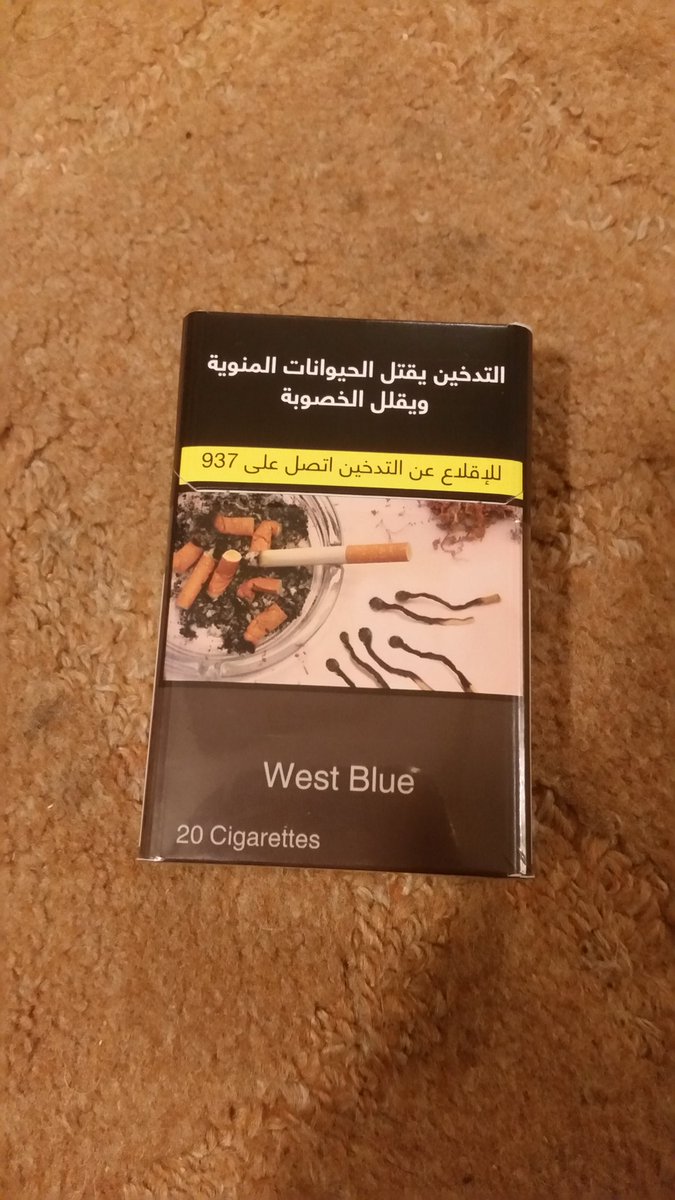 التدخين يقتل الحيوانات المنوية
ويقلل الخصوبة
للإقلاع عن التدخين اتصل على 937
West Blue
20 Cigarettes